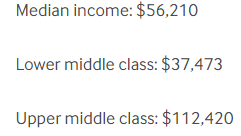 Median income: $56,210
Lower middle class: $37,473
Upper middle class: $112,420